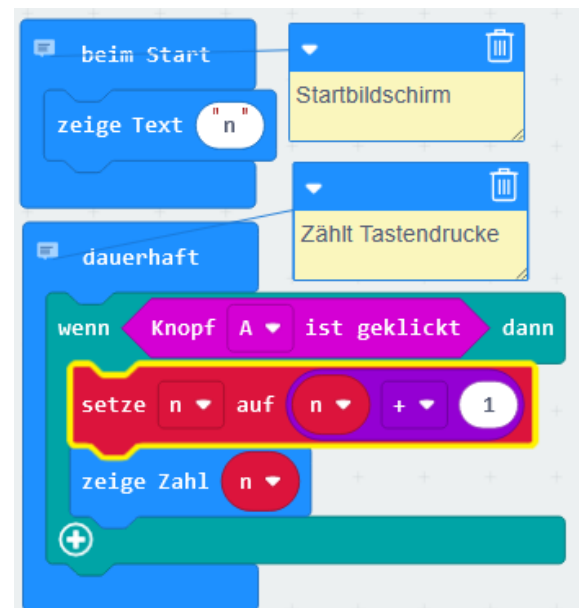 beim Start
zeige Text "n"
Startbildschirm
Zählt Tastendrucke
dauerhaft
wenn Knopf A ist geklickt dann
setze n auf n + 1
zeige Zahl n